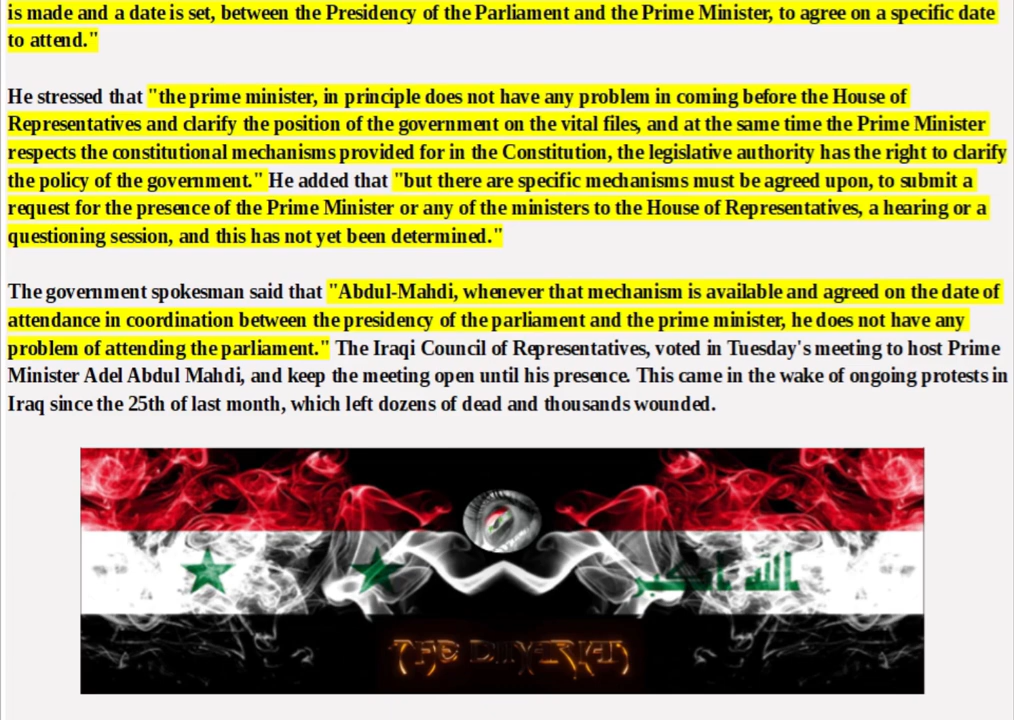 is made and a date is set, between the Presidency of the Parliament and the Prime Minister, to agree on a specific date
to attend."
He stressed that "the prime minister, in principle does not have any problem in coming before the House of
Representatives and clarify the position of the government on the vital files, and at the same time the Prime Minister
respects the constitutional mechanisms provided for in the Constitution, the legislative authority has the right to clarify
the policy of the government." He added that "but there are specific mechanisms must be agreed upon, to submit a
request for the presence of the Prime Minister or any of the ministers to the House of Representatives, a hearing or a
questioning session, and this has not yet been determined."
The government spokesman said that "Abdul-Mahdi, whenever that mechanism is available and agreed on the date of
attendance in coordination between the presidency of the parliament and the prime minister, he does not have any
problem of attending the parliament." The Iraqi Council of Representatives, voted in Tuesday's meeting to host Prime
Minister Adel Abdul Mahdi, and keep the meeting open until his presence. This came in the wake of ongoing protests in
Iraq since the 25th of last month, which left dozens of dead and thousands wounded.
الله اكبر
THE DINARIAN